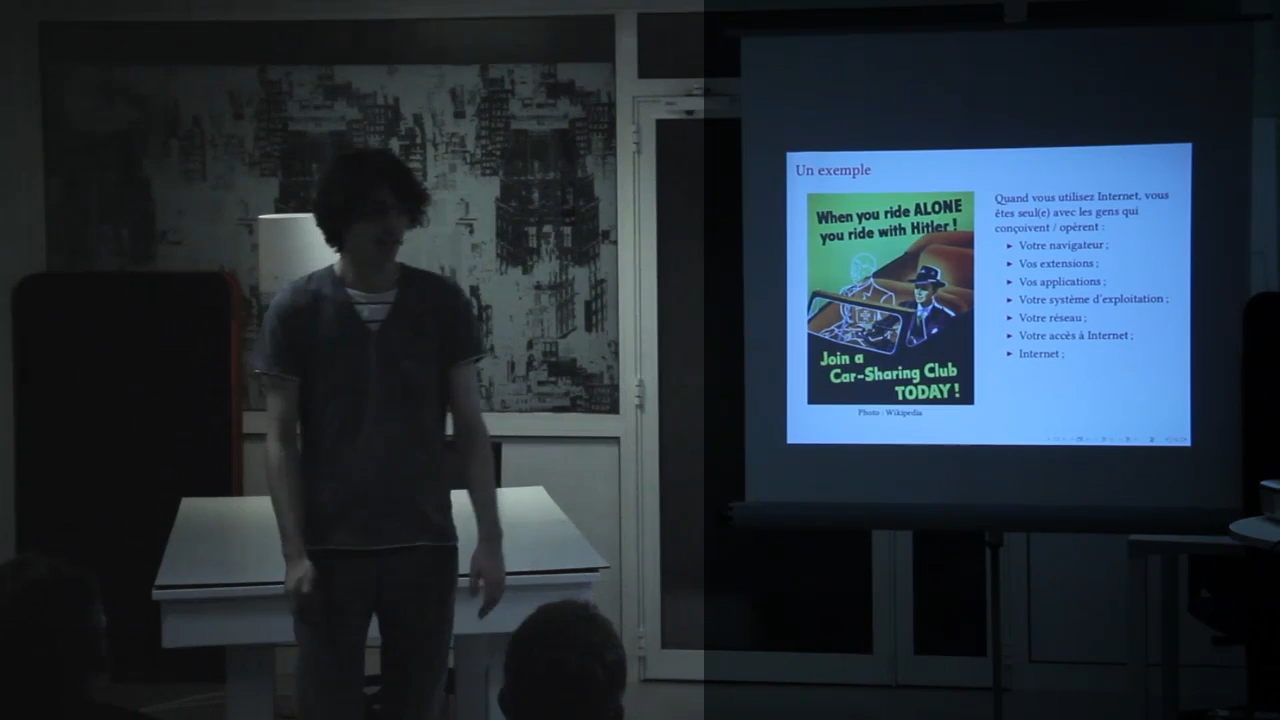 Un exemple
When you ride ALONE
you ride with Hitler !
Join a
Car-Sharing Club
TODAY !
Photo : Wikipedia
Quand vous utilisez Internet, vous
êtes seul(e) avec les gens qui
conçoivent / opèrent :
► Votre navigateur ;
► Vos extensions ;
► Vos applications ;
► Votre système d'exploitation ;
► Votre réseau ;
► Votre accès à Internet ;
► Internet ;